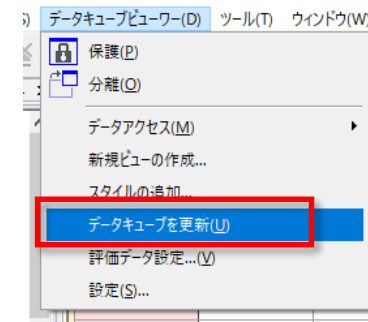 データキューブビューワー(D) ツール(T) ウィンドウ(W)
保護(P)
分離(O)
データアクセス(M)
新規ビューの作成...
スタイルの追加...
データキューブを更新(U)
評価データ設定...(V)
設定(S)...